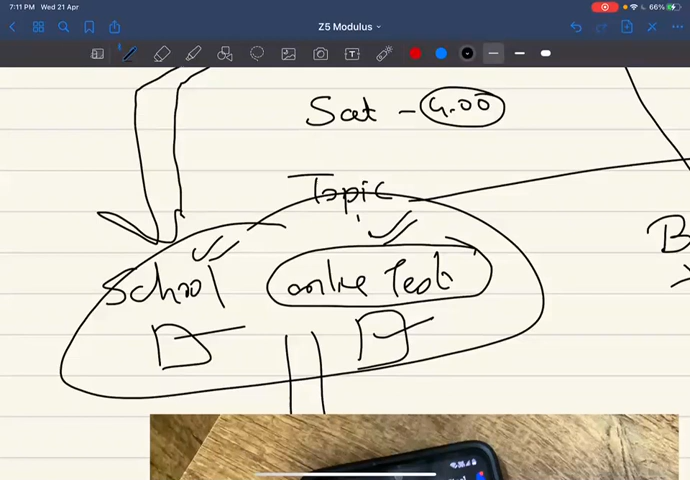 7:11 PM Wed 21 Apr
66%
Z5 Modulus
Sat - 4.00
Topic
School online Test
B